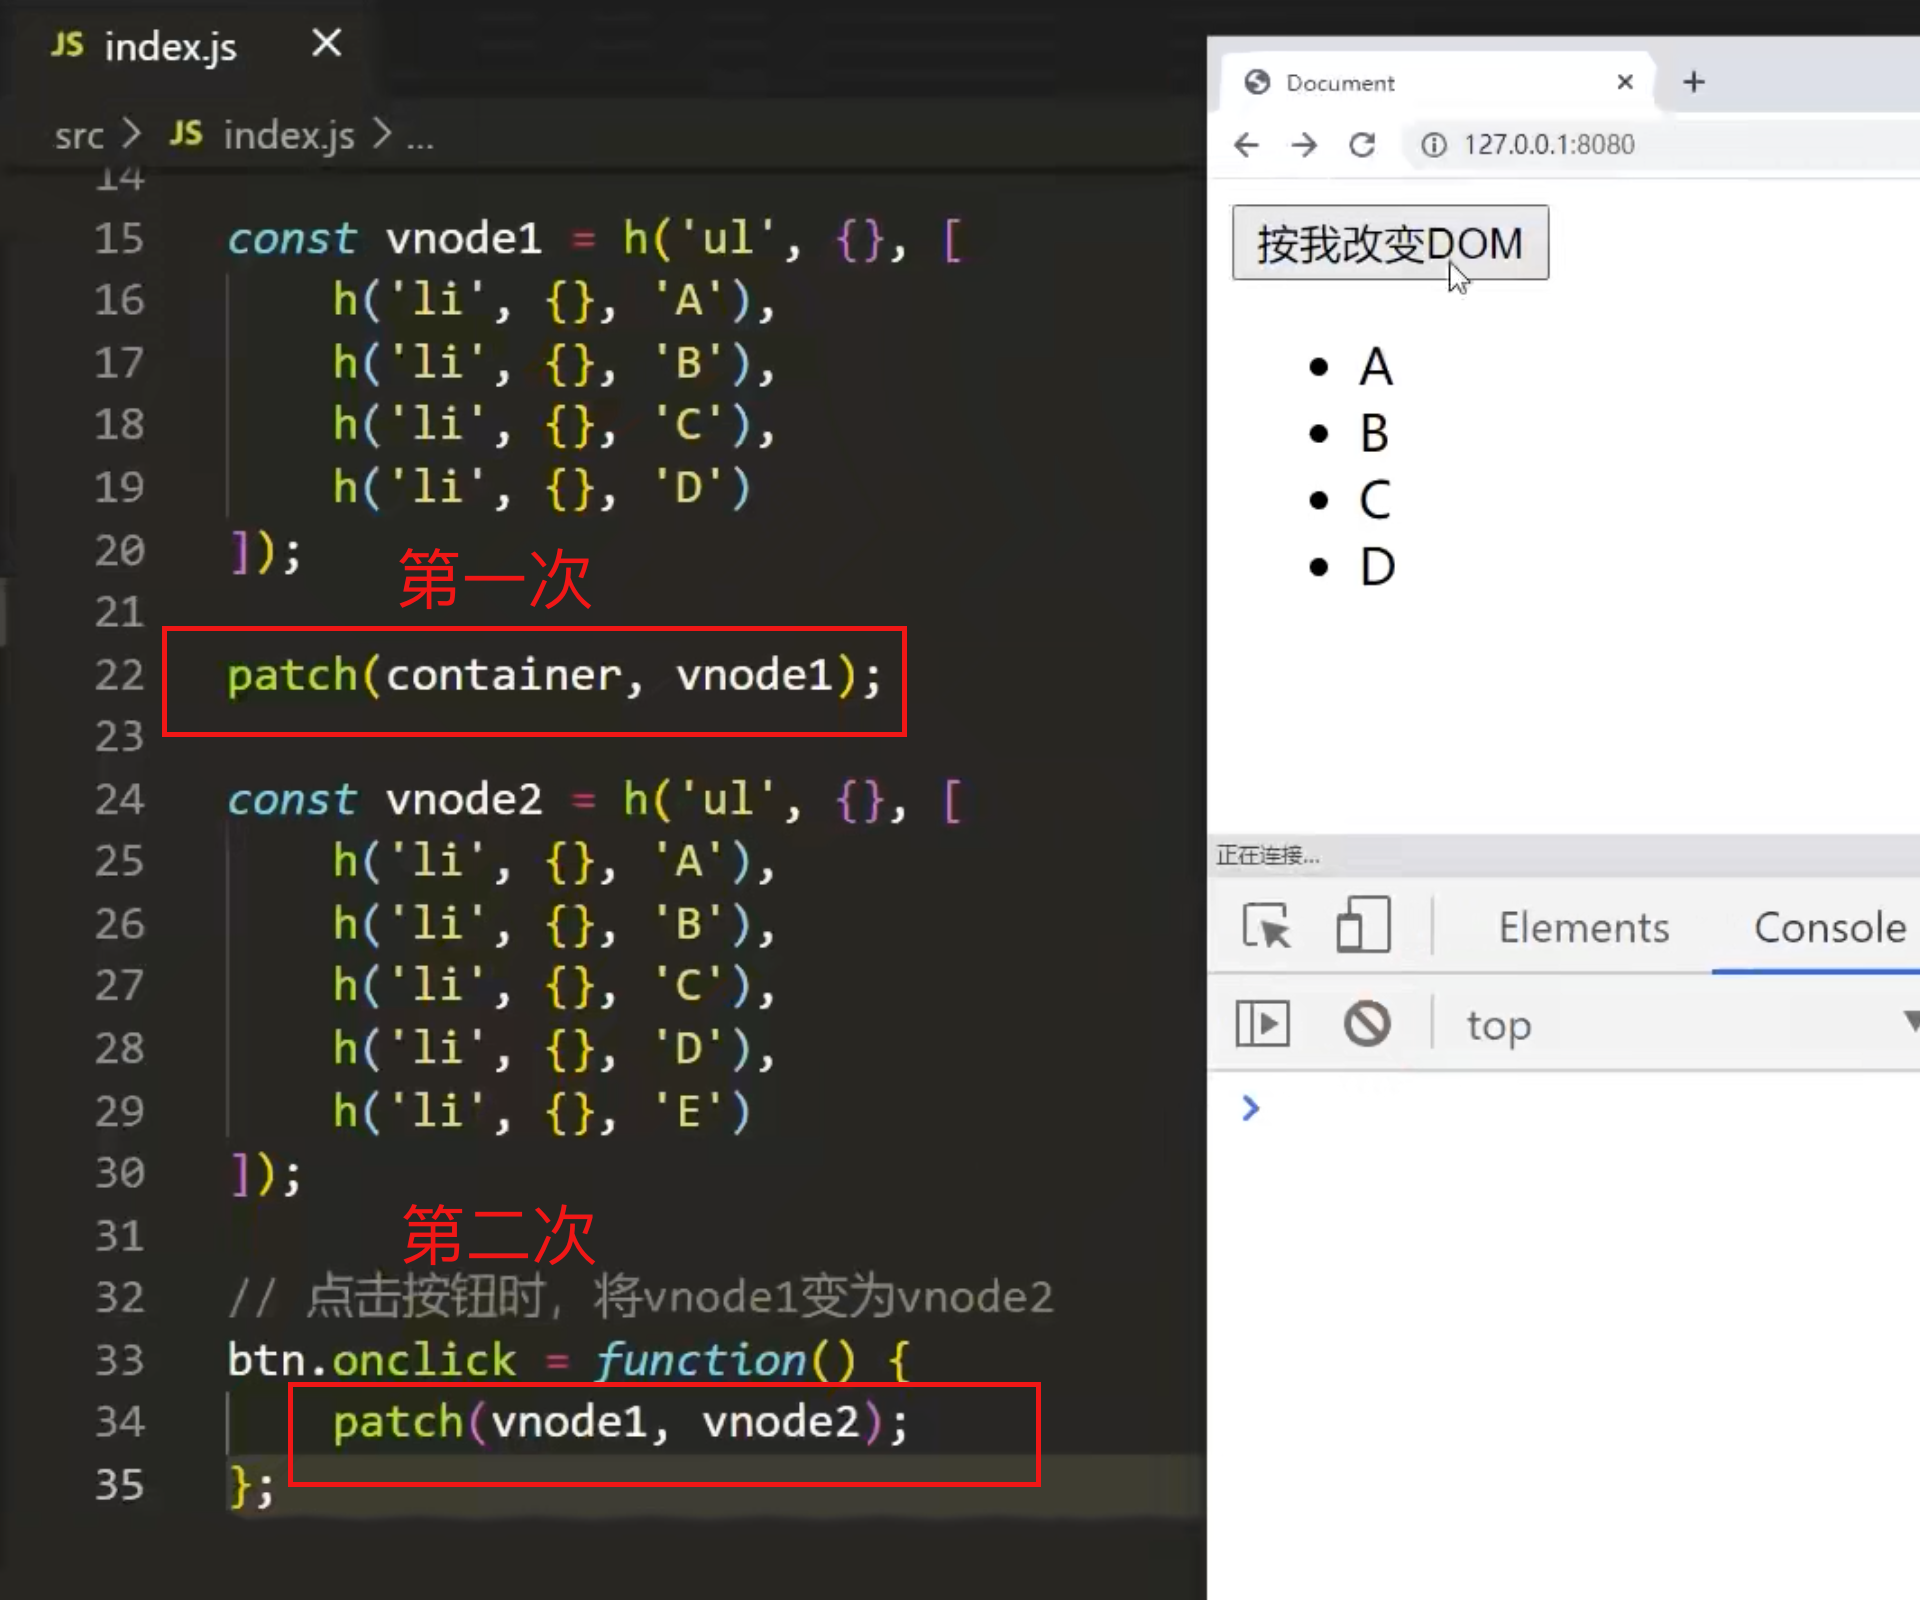 JS index.js ×
src > JS index.js > ...
14
15 const vnode1 = h('ul', {}, [
16 h('li', {}, 'A'),
17 h('li', {}, 'B'),
18 h('li', {}, 'C'),
19 h('li', {}, 'D')
20 ]);
第一次
21
22 patch(container, vnode1);
23
24 const vnode2 = h('ul', {}, [
25 h('li', {}, 'A'),
26 h('li', {}, 'B'),
27 h('li', {}, 'C'),
28 h('li', {}, 'D'),
29 h('li', {}, 'E')
30 ]);
第二次
31
32 // 点击按钮时，将vnode1变为vnode2
33 btn.onclick = function() {
34 patch(vnode1, vnode2);
35 };
Document × +
127.0.0.1:8080
按我改变DOM
• A
• B
• C
• D
正在连接...
Elements Console
top
>